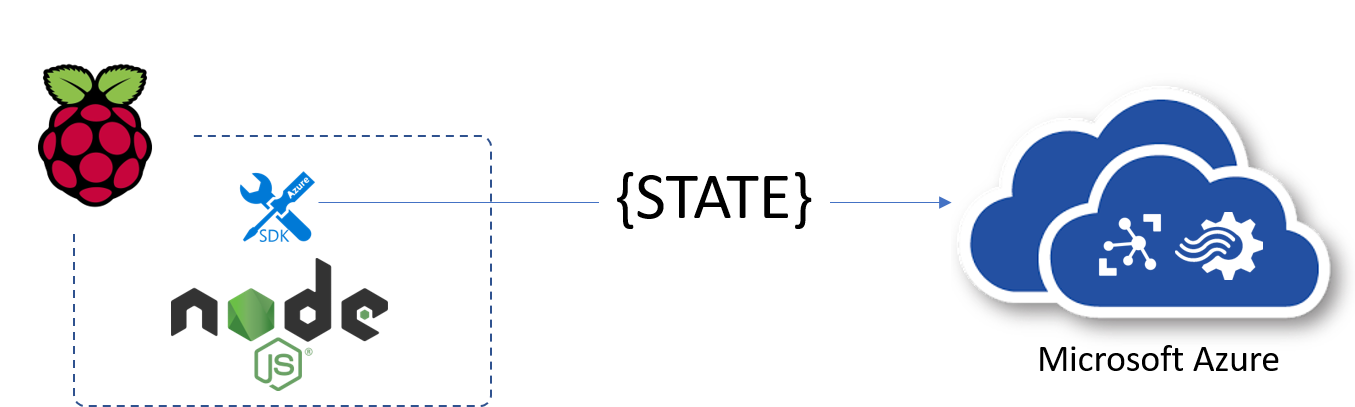 Azure
SDK
{STATE}
node
JS®
Microsoft Azure